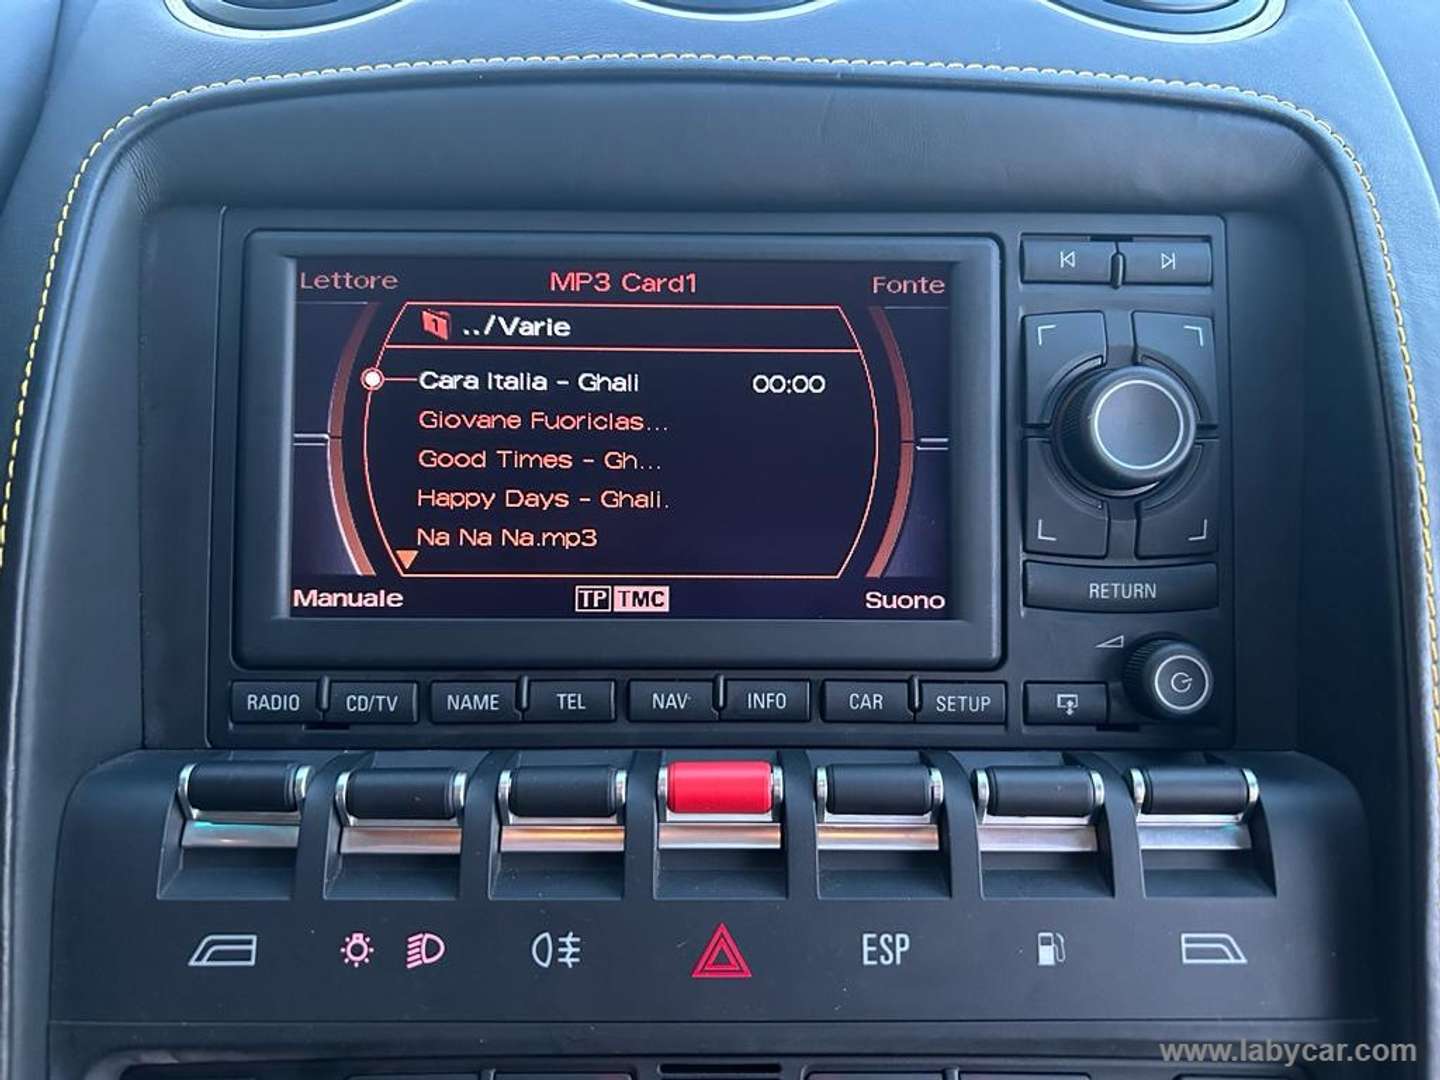 Lettore MP3 Card1 Fonte
../Varie
Cara Italia - Ghali 00:00
Giovane Fuoriclas...
Good Times - Gh...
Happy Days - Ghali.
Na Na Na.mp3
Manuale TP TMC Suono
RETURN
RADIO CD/TV NAME TEL NAV INFO CAR SETUP
ESP
www.labycar.com